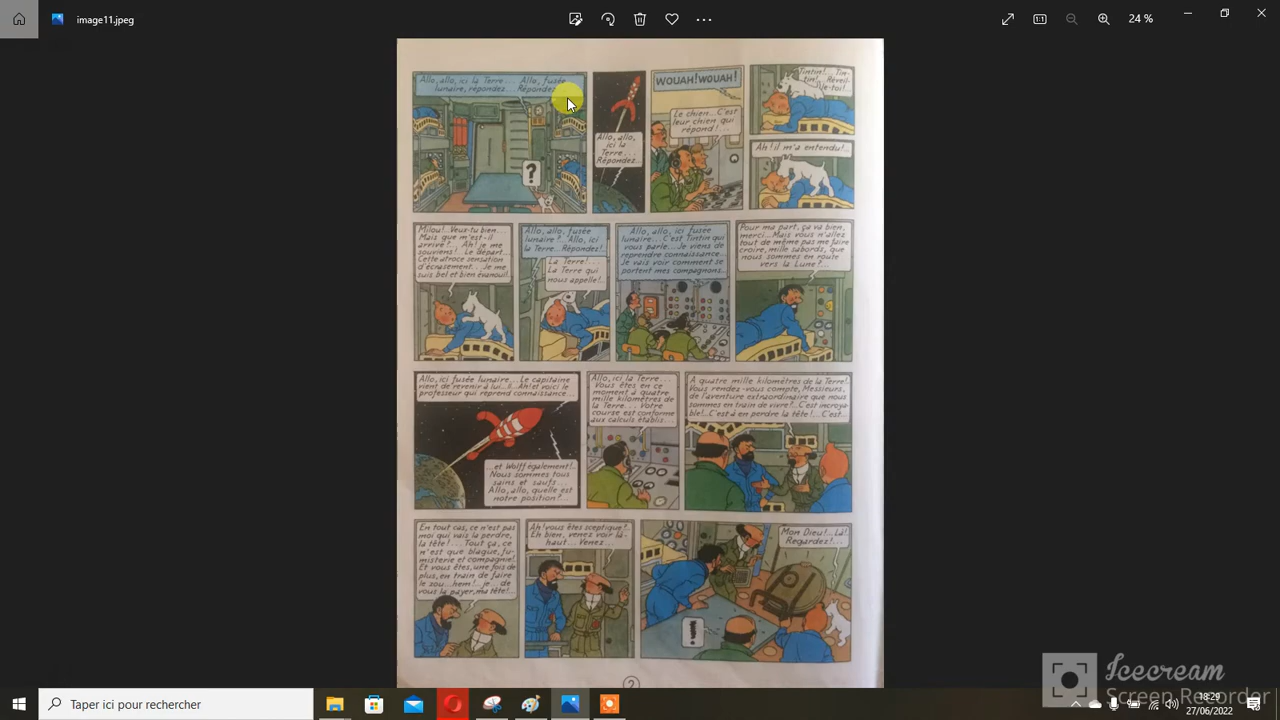 image11.jpeg
24 %
Allo, allo, ici la Terre... Allo, fusée
lunaire, répondez... Répondez
?
Allo, allo,
ici la
Terre...
Répondez...
WOUAH! WOUAH!
Le chien... C'est
leur chien qui
répond!...
Tintin!... Tin-
tin!.. Réveil-
le-toi!...
Ah! il m'a entendu!...
Milou!.. Veux-tu bien...
Mais que m'est-il
arrivé?... Ah! je me
souviens! Le départ...
Cette atroce sensation
d'écrasement... Je me
suis bel et bien évanoui!..
Allo, allo, fusée
lunaire?.. Allo, ici
la Terre... Répondez!..
La Terre!...
La Terre qui
nous appelle!..
Allo, allo, ici fusée
lunaire... C'est Tintin qui
vous parle... Je viens de
reprendre connaissance...
Je vais voir comment se
portent mes compagnons...
Pour ma part, ça va bien,
merci... Mais vous n'allez
tout de même pas me faire
croire, mille sabords, que
nous sommes en route
vers la Lune?...
Allo, ici fusée lunaire... Le capitaine
vient de revenir à lui... Ah! et voici le
professeur qui reprend connaissance...
...et Wolff également!..
Nous sommes tous
sains et saufs...
Allo, allo, quelle est
notre position?...
Allo, ici la Terre...
Vous êtes en ce
moment à quatre
mille kilomètres de
la Terre... Votre
course est conforme
aux calculs établis...
A quatre mille kilomètres de la Terre!..
Vous rendez-vous compte, Messieurs,
de l'aventure extraordinaire que nous
sommes en train de vivre?.. C'est incroya-
ble!.. C'est à en perdre la tête!.. C'est...
En tout cas, ce n'est pas
moi qui vais la perdre,
la tête!... Tout ça, ce
n'est que blague, fu-
misterie et compagnie!.
Et vous êtes, une fois de
plus, en train de faire
le zou...hem!.. je... de
vous la payer, ma tête!...
Ah! vous êtes sceptique?..
Eh bien, venez voir là-
haut... Venez...
Mon Dieu!.. Là!.
Regardez!...
!
2
Icecream
Screen Recorder
Taper ici pour rechercher
18:29
27/06/2022